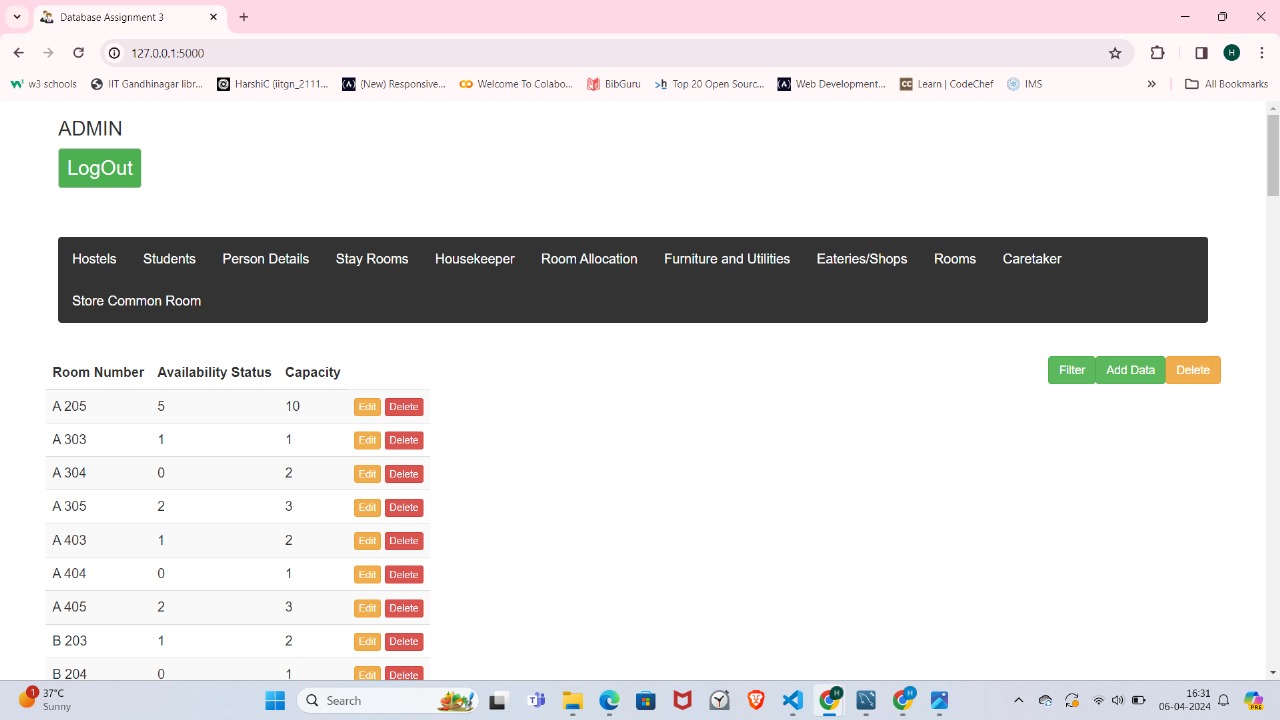 Database Assignment 3
127.0.0.1:5000
H
w3 schools IIT Gandhinagar libr... HarshiC (iitgn_2111... (New) Responsive... Welcome To Colabo... BibGuru >h Top 20 Open Sourc... Web Development... CC Learn | CodeChef IMS » All Bookmarks
ADMIN
LogOut
Hostels Students Person Details Stay Rooms Housekeeper Room Allocation Furniture and Utilities Eateries/Shops Rooms Caretaker
Store Common Room
Filter Add Data Delete
Room Number Availability Status Capacity
A 205 5 10 Edit Delete
A 303 1 1 Edit Delete
A 304 0 2 Edit Delete
A 305 2 3 Edit Delete
A 403 1 2 Edit Delete
A 404 0 1 Edit Delete
A 405 2 3 Edit Delete
B 203 1 2 Edit Delete
B 204 0 1 Edit Delete
1 37°C
Sunny
Search
16:31
06-04-2024
PRE